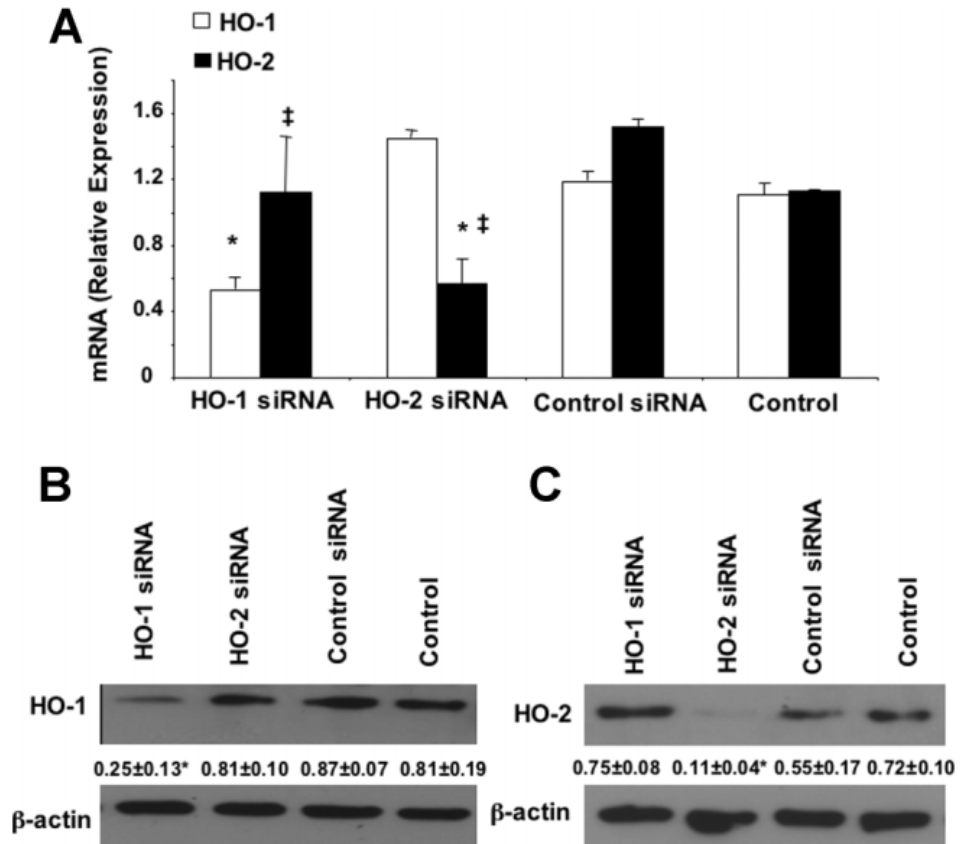 A
HO-1
HO-2
mRNA (Relative Expression)
1.6
1.2
0.8
0.4
0
‡
*
* ‡
HO-1 siRNA HO-2 siRNA Control siRNA Control
B
HO-1 siRNA
HO-2 siRNA
Control siRNA
Control
HO-1
0.25±0.13* 0.81±0.10 0.87±0.07 0.81±0.19
β-actin
C
HO-1 siRNA
HO-2 siRNA
Control siRNA
Control
HO-2
0.75±0.08 0.11±0.04* 0.55±0.17 0.72±0.10
β-actin